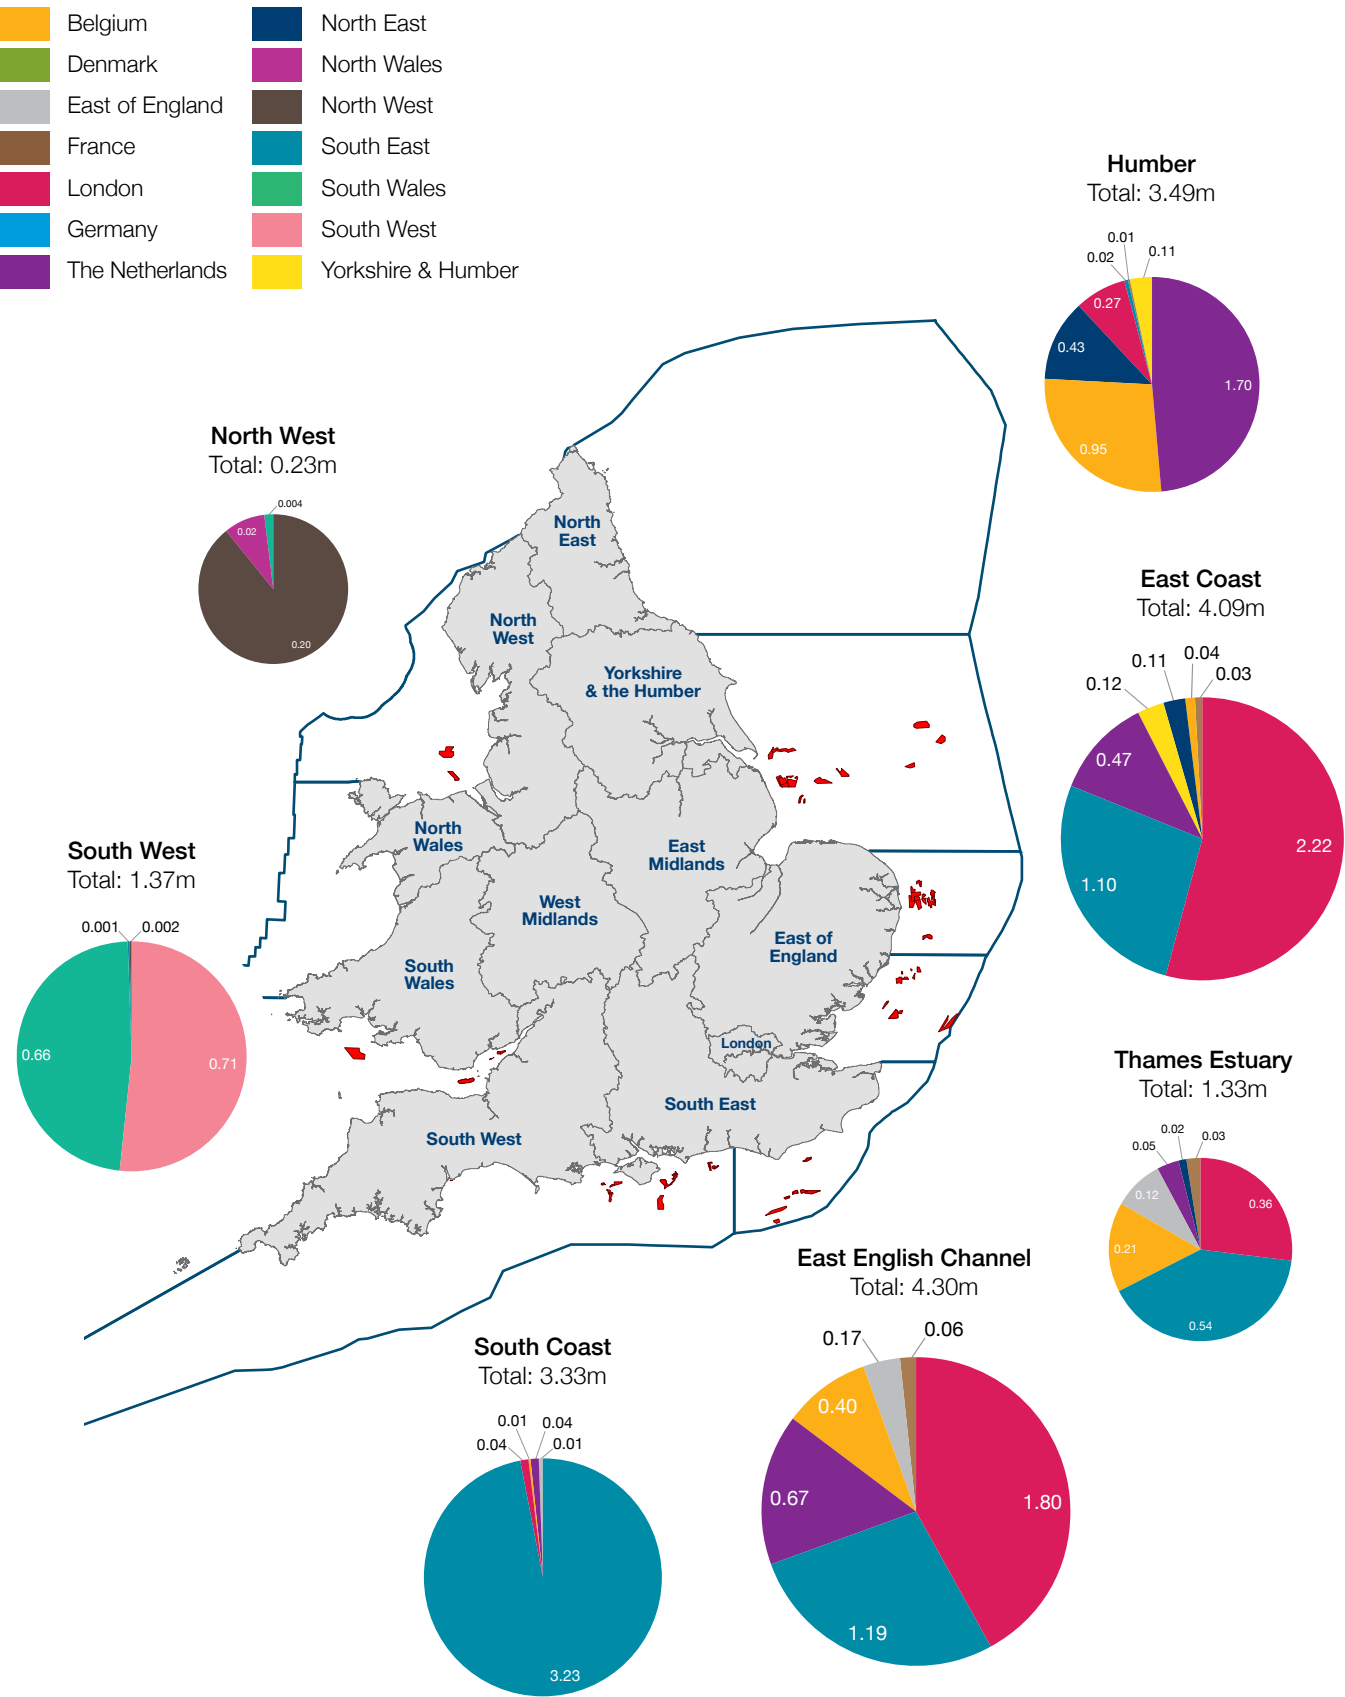 Belgium
Denmark
East of England
France
London
Germany
The Netherlands
North East
North Wales
North West
South East
South Wales
South West
Yorkshire & Humber
Humber
Total: 3.49m
0.01
0.02
0.11
0.27
0.43
1.70
0.95
North West
Total: 0.23m
0.004
0.02
0.20
North
East
North
West
Yorkshire
& the Humber
East Coast
Total: 4.09m
0.04
0.11
0.03
0.12
0.47
2.22
1.10
North
Wales
East
Midlands
West
Midlands
East of
England
South
Wales
London
South East
South West
South West
Total: 1.37m
0.001
0.002
0.66
0.71
Thames Estuary
Total: 1.33m
0.02
0.03
0.05
0.12
0.36
0.21
0.54
East English Channel
Total: 4.30m
0.06
0.17
0.40
0.67
1.80
1.19
South Coast
Total: 3.33m
0.01
0.04
0.04
0.01
3.23